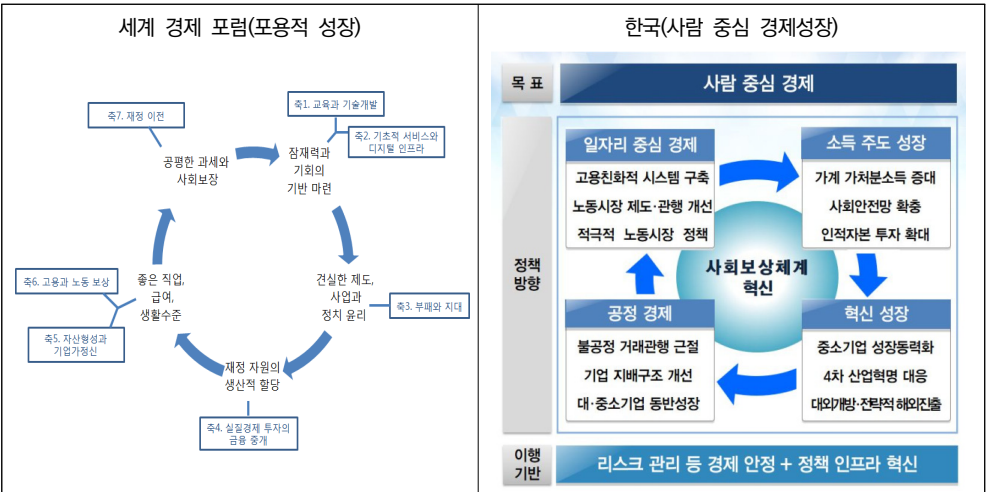 세계 경제 포럼(포용적 성장)
축7. 재정 이전
축1. 교육과 기술개발
축2. 기초적 서비스와
디지털 인프라
공평한 과세와
사회보장
잠재력과
기회의
기반 마련
축6. 고용과 노동 보상
좋은 직업,
급여,
생활수준
견실한 제도,
사업과
정치 윤리
축3. 부패와 지대
축5. 자산형성과
기업가정신
재정 자원의
생산적 할당
축4. 실질경제 투자의
금융 중개
한국(사람 중심 경제성장)
목 표
사람 중심 경제
정책
방향
일자리 중심 경제
고용친화적 시스템 구축
노동시장 제도·관행 개선
적극적 노동시장 정책
소득 주도 성장
가계 가처분소득 증대
사회안전망 확충
인적자본 투자 확대
사회보상체계
혁신
공정 경제
불공정 거래관행 근절
기업 지배구조 개선
대·중소기업 동반성장
혁신 성장
중소기업 성장동력화
4차 산업혁명 대응
대외개방·전략적 해외진출
이행
기반
리스크 관리 등 경제 안정 + 정책 인프라 혁신